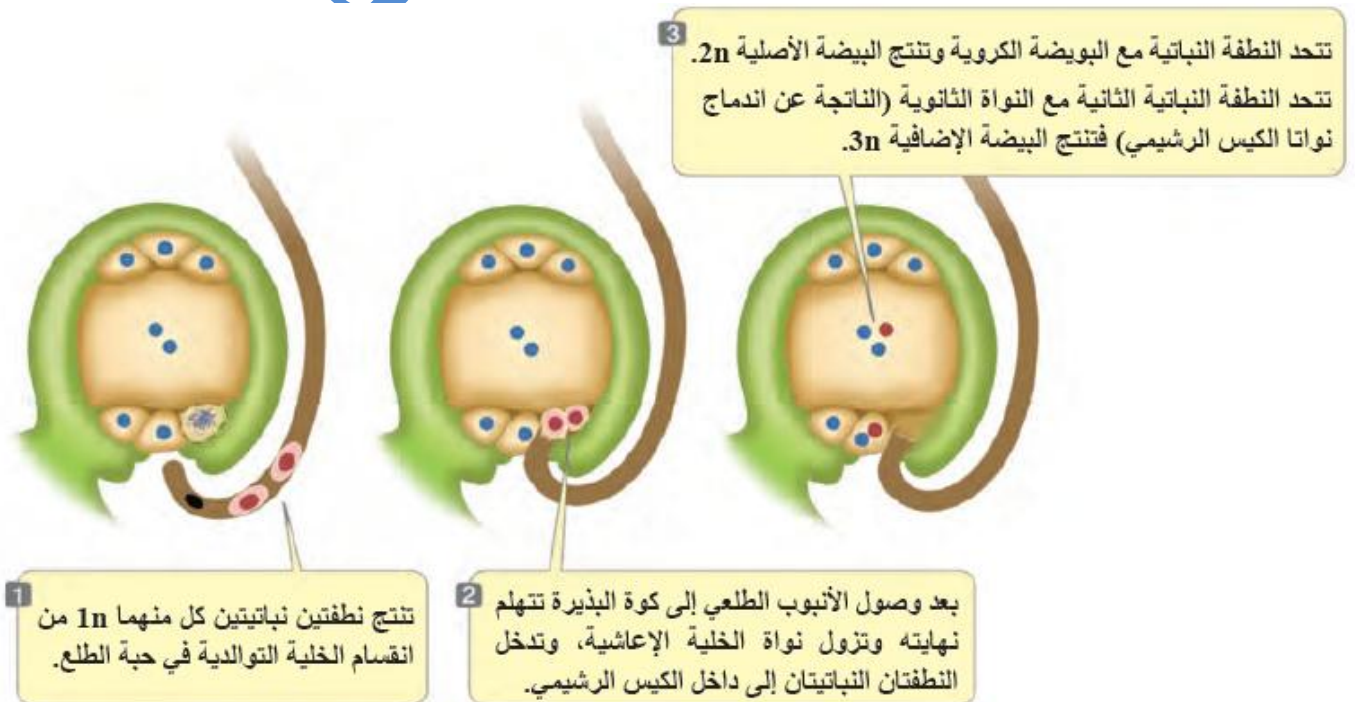 1
تنتج نطفتين نباتيتين كل منهما 1n من
انقسام الخلية التوالدية في حبة الطلع.
2
بعد وصول الأنبوب الطلعي إلى كوة البذيرة تتهلم
نهايته وتزول نواة الخلية الإعاشية، وتدخل
النطفتان النباتيتان إلى داخل الكيس الرشيمي.
3
تتحد النطفة النباتية مع البويضة الكروية وتنتج البيضة الأصلية 2n.
تتحد النطفة النباتية الثانية مع النواة الثانوية (الناتجة عن اندماج
نواتا الكيس الرشيمي) فتنتج البيضة الإضافية 3n.